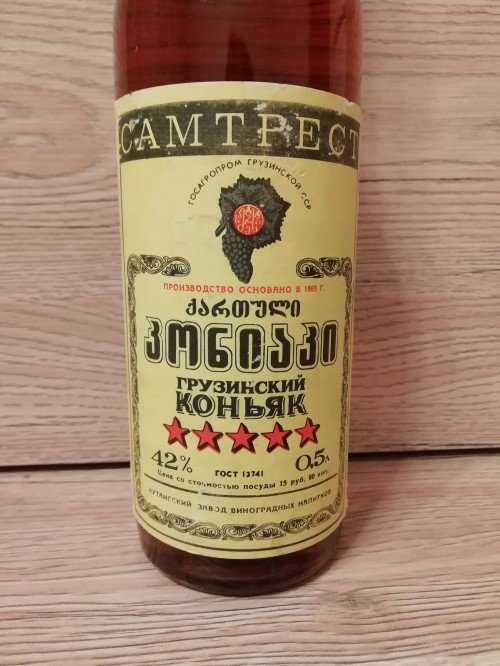 САМТРЕСТ
ГОСАГРОПРОМ ГРУЗИНСКОЙ ССР
ПРОИЗВОДСТВО ОСНОВАНО В 1865 Г.
ქართული
კონიაკი
ГРУЗИНСКИЙ
КОНЬЯК
42% ГОСТ 13741 0,5л
Цена со стоимостью посуды 15 руб. 80 коп.
КУТАИССКИЙ ЗАВОД ВИНОГРАДНЫХ НАПИТКОВ